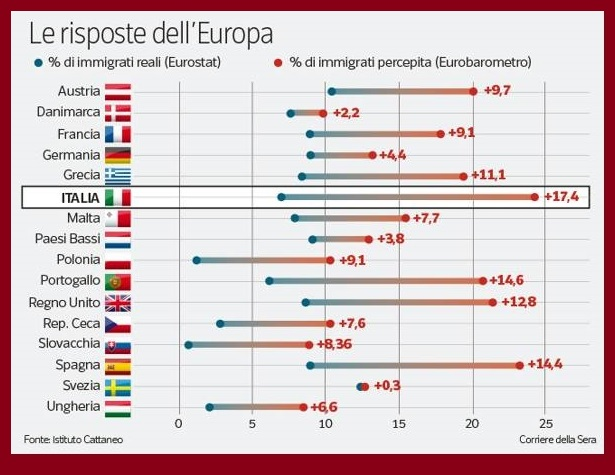 Le risposte dell'Europa
% di immigrati reali (Eurostat) % di immigrati percepita (Eurobarometro)
Austria +9,7
Danimarca +2,2
Francia +9,1
Germania +4,4
Grecia +11,1
ITALIA +17,4
Malta +7,7
Paesi Bassi +3,8
Polonia +9,1
Portogallo +14,6
Regno Unito +12,8
Rep. Ceca +7,6
Slovacchia +8,36
Spagna +14,4
Svezia +0,3
Ungheria +6,6
0 5 10 15 20 25
Fonte: Istituto Cattaneo Corriere della Sera